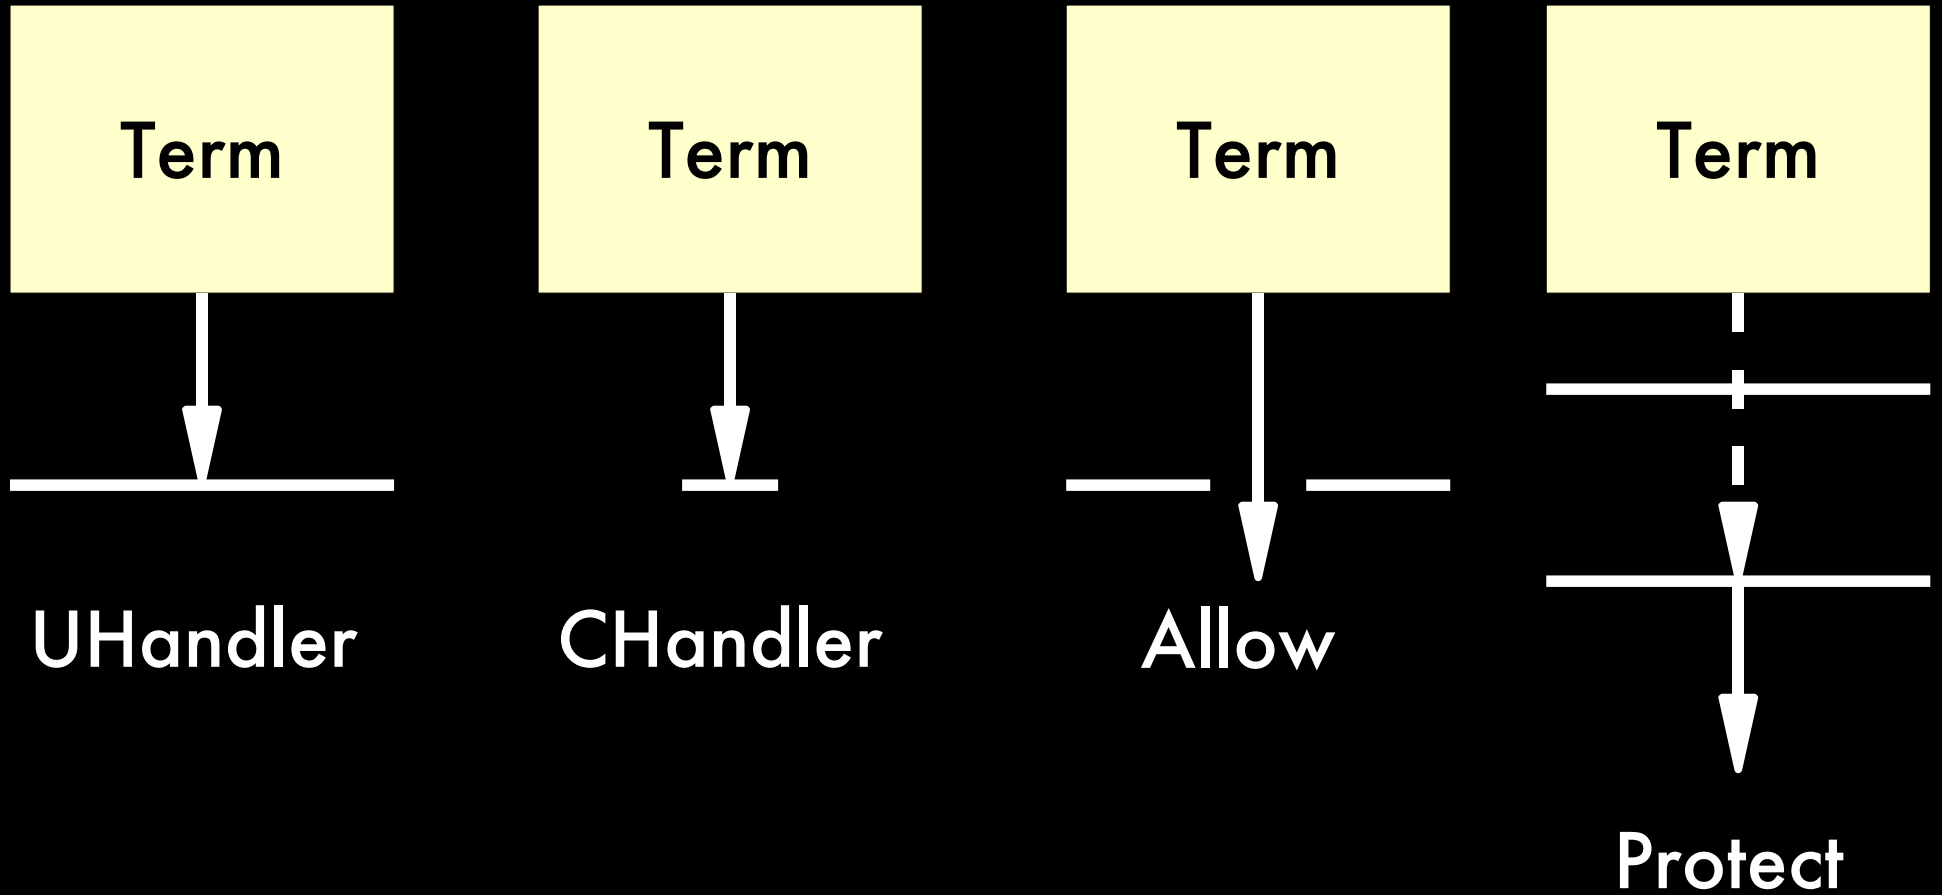 Term
Term
Term
Term
UHandler
CHandler
Allow
Protect